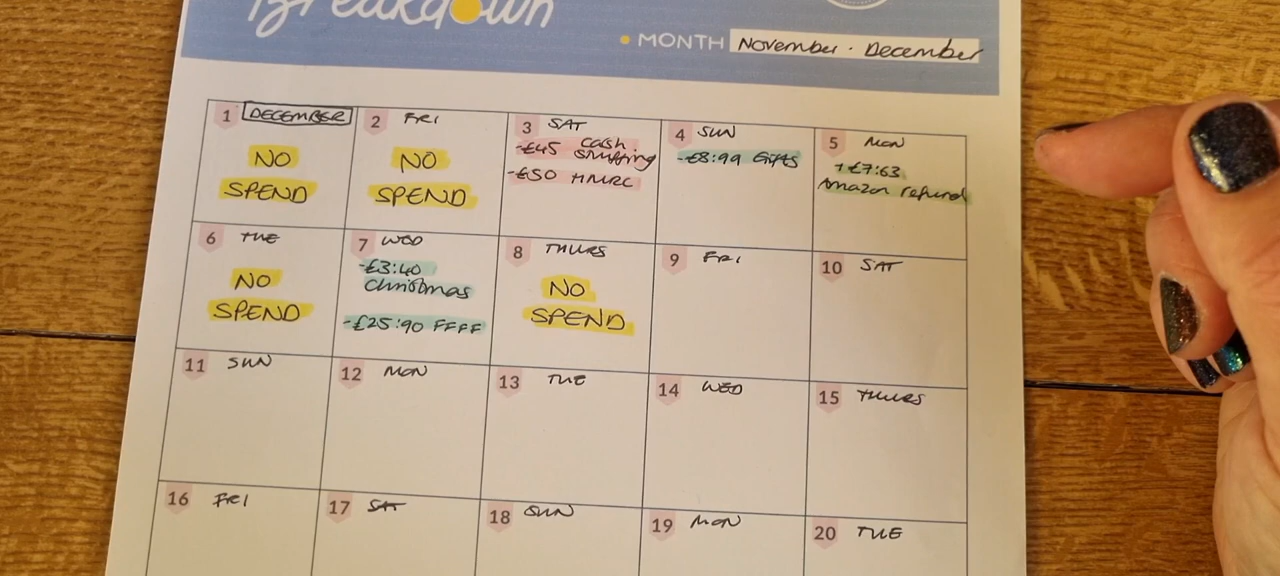 Breakdown
• MONTH November · December
1 DECEMBER
NO
SPEND
2 FRI
NO
SPEND
3 SAT
-£45 cash
stuffing
-£50 HMRC
4 SUN
-£8:99 Gifts
5 MON
+£7:63
Amazon refund
6 TUE
NO
SPEND
7 WED
-£3:40
Christmas
-£25:90 FFFF
8 THURS
NO
SPEND
9 FRI
10 SAT
11 SUN
12 MON
13 TUE
14 WED
15 THURS
16 FRI
17 SAT
18 SUN
19 MON
20 TUE